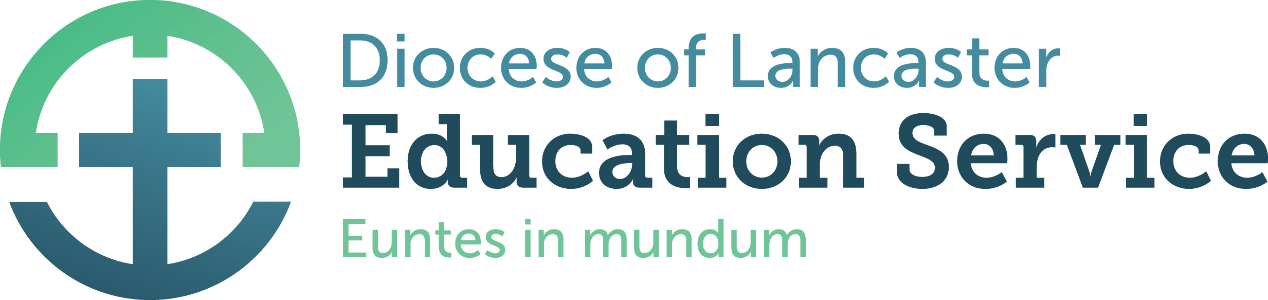 Diocese of Lancaster
Education Service
Euntes in mundum